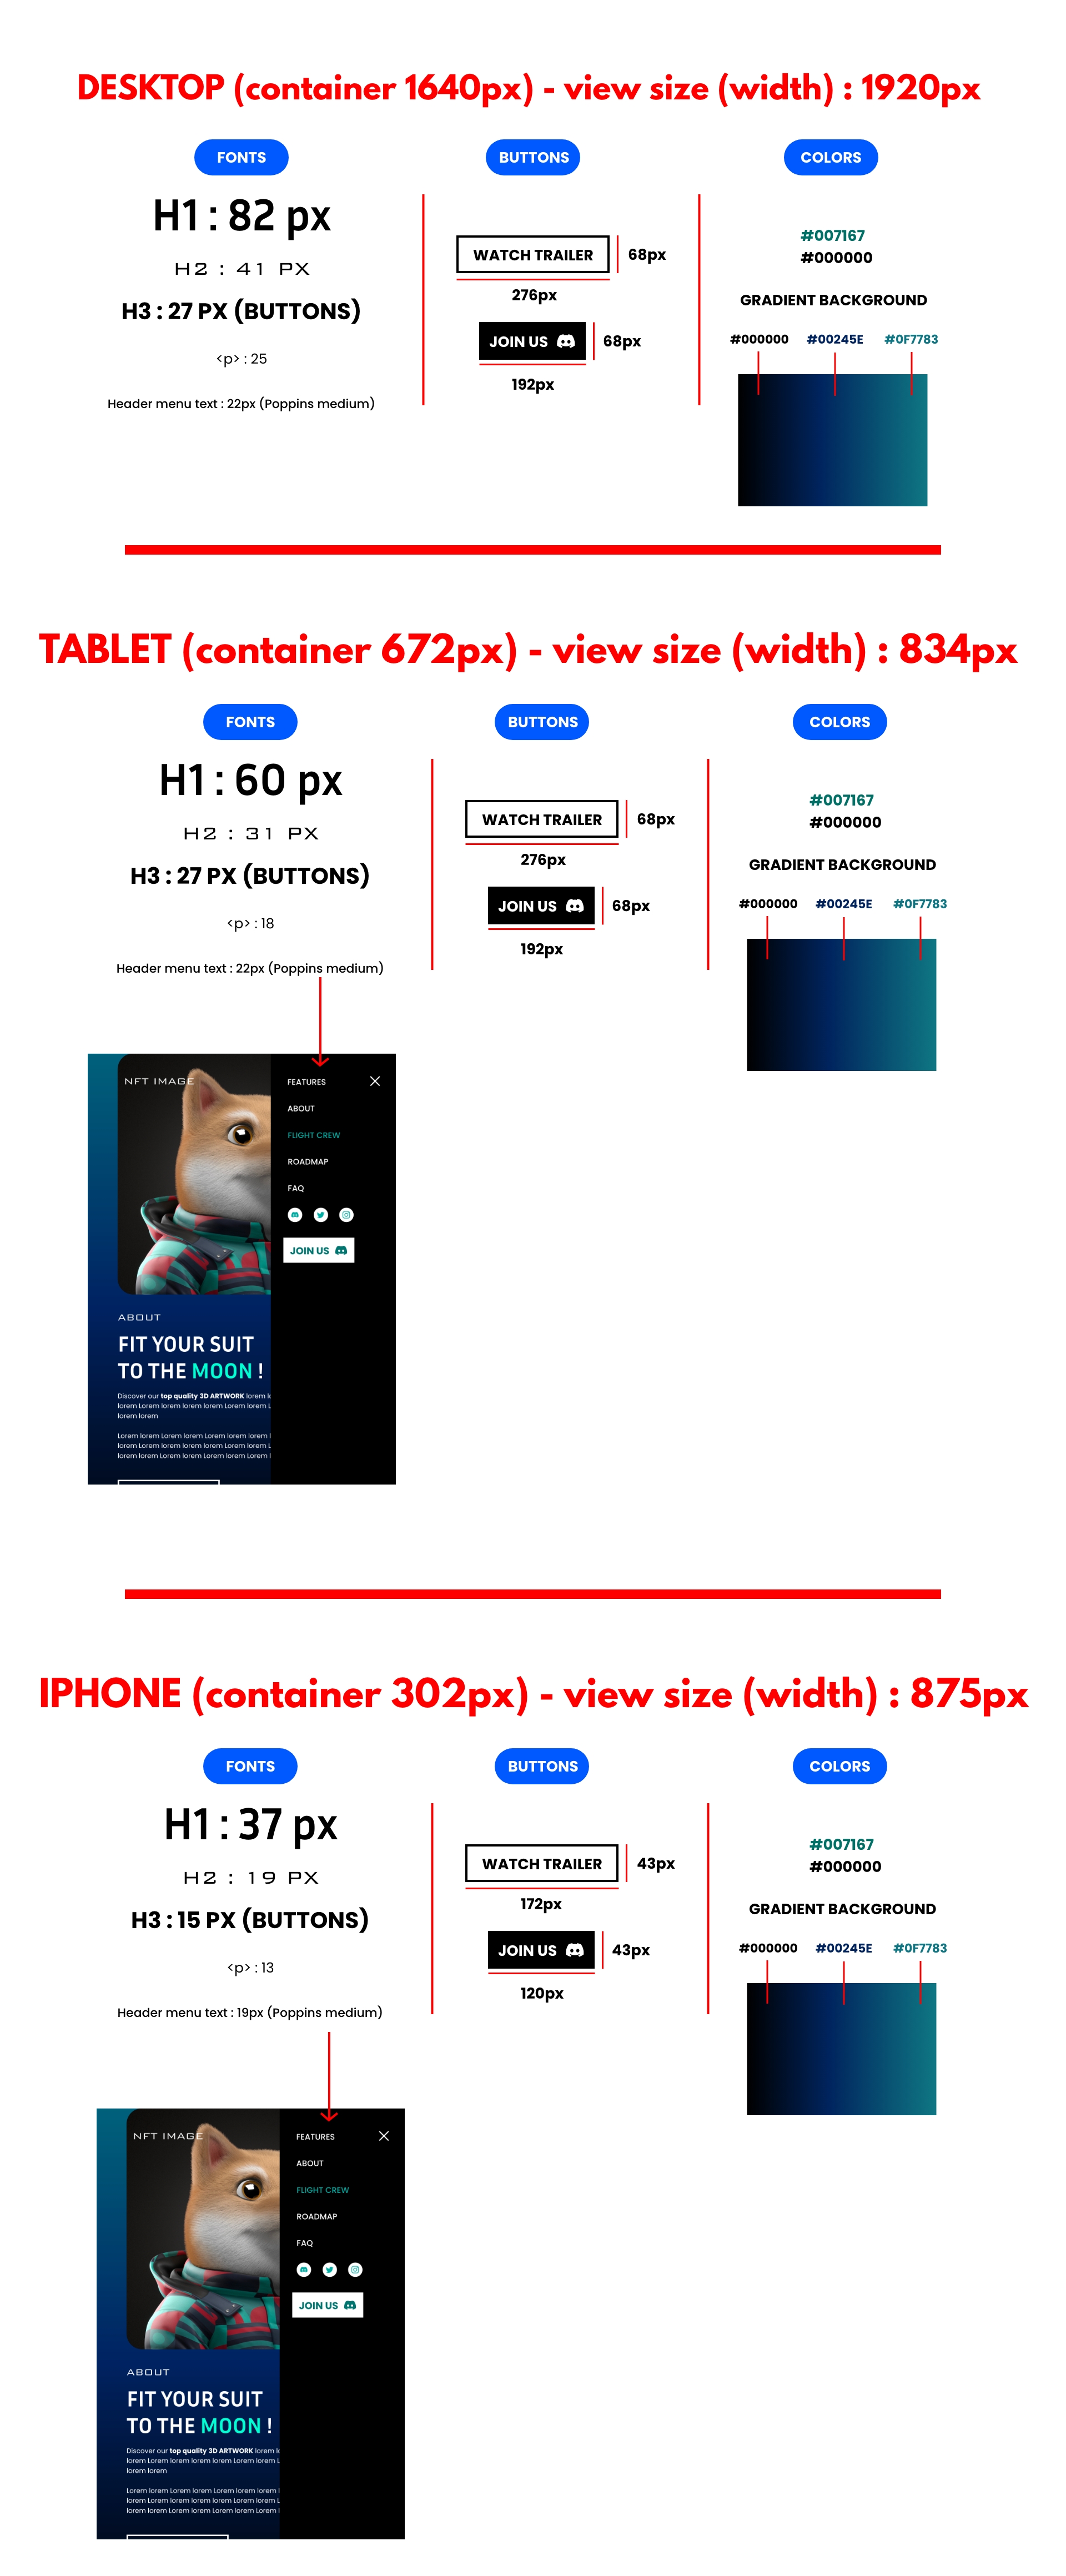 DESKTOP (container 1640px) - view size (width) : 1920px
FONTS
BUTTONS
COLORS
H1 : 82 px
H2 : 41 PX
H3 : 27 PX (BUTTONS)
<p> : 25
Header menu text : 22px (Poppins medium)
WATCH TRAILER
68px
276px
JOIN US
68px
192px
#007167
#000000
GRADIENT BACKGROUND
#000000 #00245E #0F7783
TABLET (container 672px) - view size (width) : 834px
FONTS
BUTTONS
COLORS
H1 : 60 px
H2 : 31 PX
H3 : 27 PX (BUTTONS)
<p> : 18
Header menu text : 22px (Poppins medium)
WATCH TRAILER
68px
276px
JOIN US
68px
192px
#007167
#000000
GRADIENT BACKGROUND
#000000 #00245E #0F7783
NFT IMAGE
FEATURES
ABOUT
FLIGHT CREW
ROADMAP
FAQ
JOIN US
ABOUT
FIT YOUR SUIT
TO THE MOON !
Discover our top quality 3D ARTWORK lorem lo
lorem Lorem lorem lorem lorem Lorem lorem L
lorem lorem
Lorem lorem Lorem lorem Lorem lorem lorem l
lorem Lorem lorem lorem lorem Lorem lorem L
lorem lorem Lorem lorem Lorem lorem Lorem l
IPHONE (container 302px) - view size (width) : 875px
FONTS
BUTTONS
COLORS
H1 : 37 px
H2 : 19 PX
H3 : 15 PX (BUTTONS)
<p> : 13
Header menu text : 19px (Poppins medium)
WATCH TRAILER
43px
172px
JOIN US
43px
120px
#007167
#000000
GRADIENT BACKGROUND
#000000 #00245E #0F7783
NFT IMAGE
FEATURES
ABOUT
FLIGHT CREW
ROADMAP
FAQ
JOIN US
ABOUT
FIT YOUR SUIT
TO THE MOON !
Discover our top quality 3D ARTWORK lorem lo
lorem Lorem lorem lorem lorem Lorem lorem L
lorem lorem
Lorem lorem Lorem lorem Lorem lorem lorem l
lorem Lorem lorem lorem lorem Lorem lorem L
lorem lorem Lorem lorem Lorem lorem Lorem l